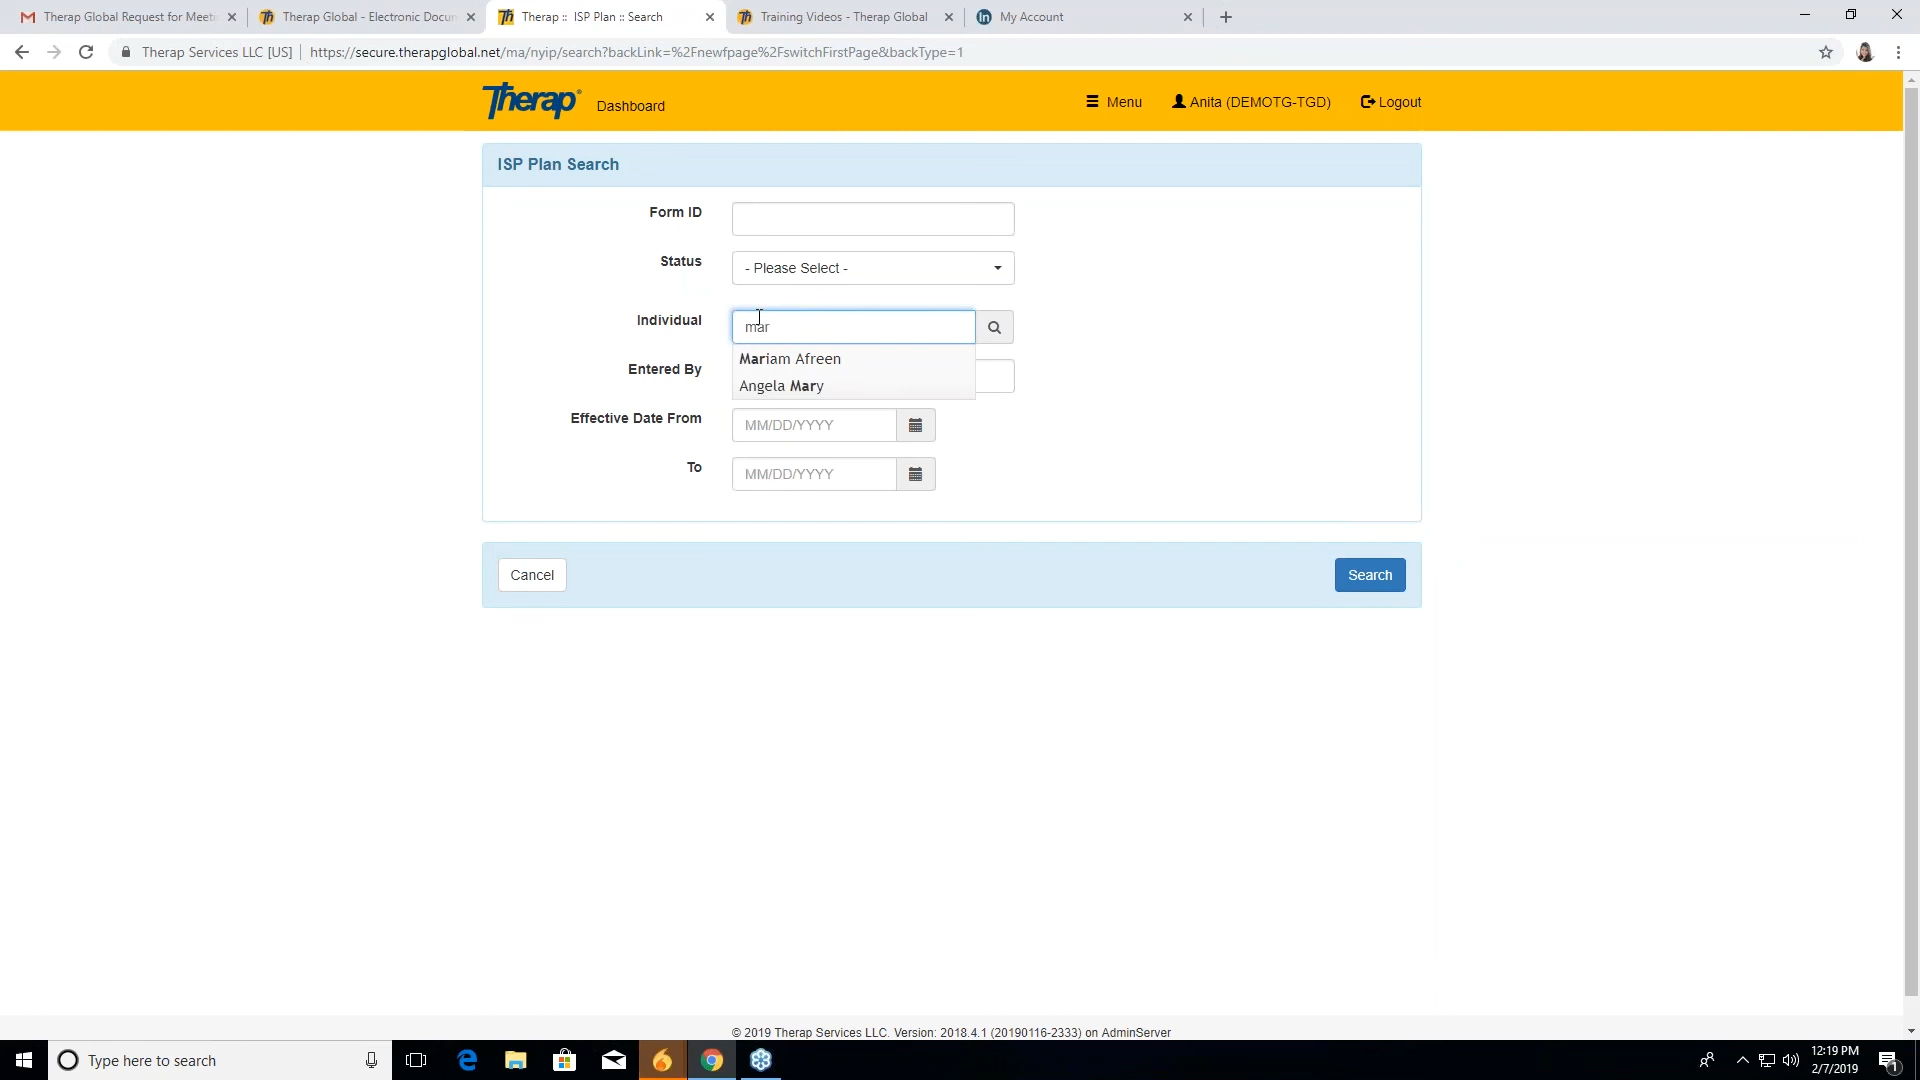 Therap Global Request for Meeti
Therap Global - Electronic Docum
Therap :: ISP Plan :: Search
Training Videos - Therap Global
My Account
Therap Services LLC [US] | https://secure.therapglobal.net/ma/nyip/search?backLink=%2Fnewfpage%2FswitchFirstPage&backType=1
Therap® Dashboard
Menu
Anita (DEMOTG-TGD)
Logout
ISP Plan Search
Form ID
Status - Please Select -
Individual mar
Mariam Afreen
Entered By
Angela Mary
Effective Date From MM/DD/YYYY
To MM/DD/YYYY
Cancel Search
© 2019 Therap Services LLC. Version: 2018.4.1 (20190116-2333) on AdminServer
Type here to search
12:19 PM
2/7/2019
1